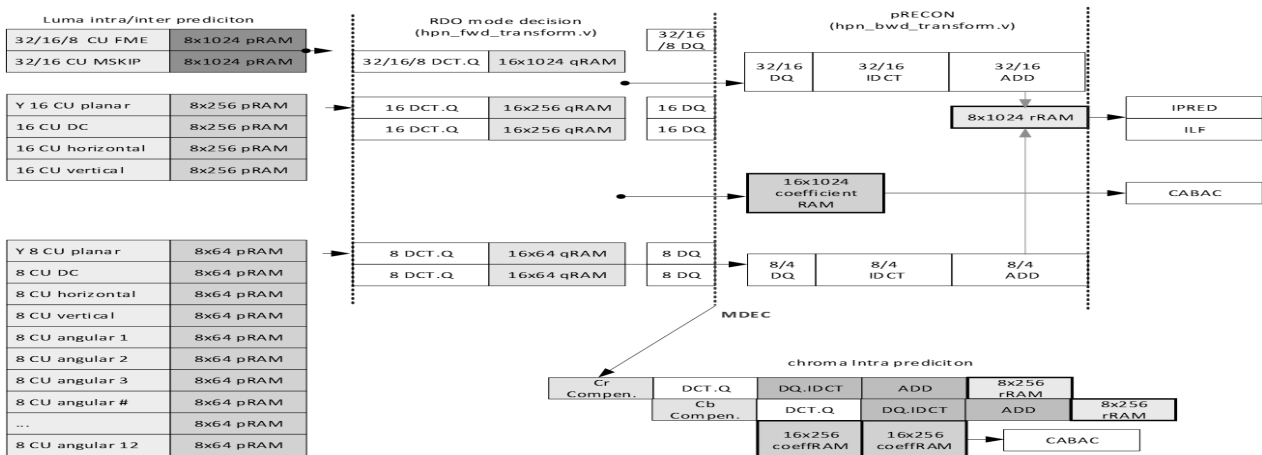 Luma intra/inter prediciton
32/16/8 CU FME 8x1024 pRAM
32/16 CU MSKIP 8x1024 pRAM
Y 16 CU planar 8x256 pRAM
16 CU DC 8x256 pRAM
16 CU horizontal 8x256 pRAM
16 CU vertical 8x256 pRAM
Y 8 CU planar 8x64 pRAM
8 CU DC 8x64 pRAM
8 CU horizontal 8x64 pRAM
8 CU vertical 8x64 pRAM
8 CU angular 1 8x64 pRAM
8 CU angular 2 8x64 pRAM
8 CU angular 3 8x64 pRAM
8 CU angular # 8x64 pRAM
... 8x64 pRAM
8 CU angular 12 8x64 pRAM
RDO mode decision
(hpn_fwd_transform.v)
32/16/8 DCT.Q 16x1024 qRAM
16 DCT.Q 16x256 qRAM
16 DCT.Q 16x256 qRAM
8 DCT.Q 16x64 qRAM
8 DCT.Q 16x64 qRAM
32/16
/8 DQ
16 DQ
16 DQ
8 DQ
8 DQ
MDEC
pRECON
(hpn_bwd_transform.v)
32/16 32/16 32/16
DQ IDCT ADD
8x1024 rRAM
16x1024
coefficient
RAM
8/4 8/4 8/4
DQ IDCT ADD
IPRED
ILF
CABAC
chroma Intra prediciton
Cr
Compen.
DCT.Q DQ.IDCT ADD
8x256
rRAM
Cb
Compen.
DCT.Q DQ.IDCT ADD
8x256
rRAM
16x256 16x256
coeffRAM coeffRAM
CABAC